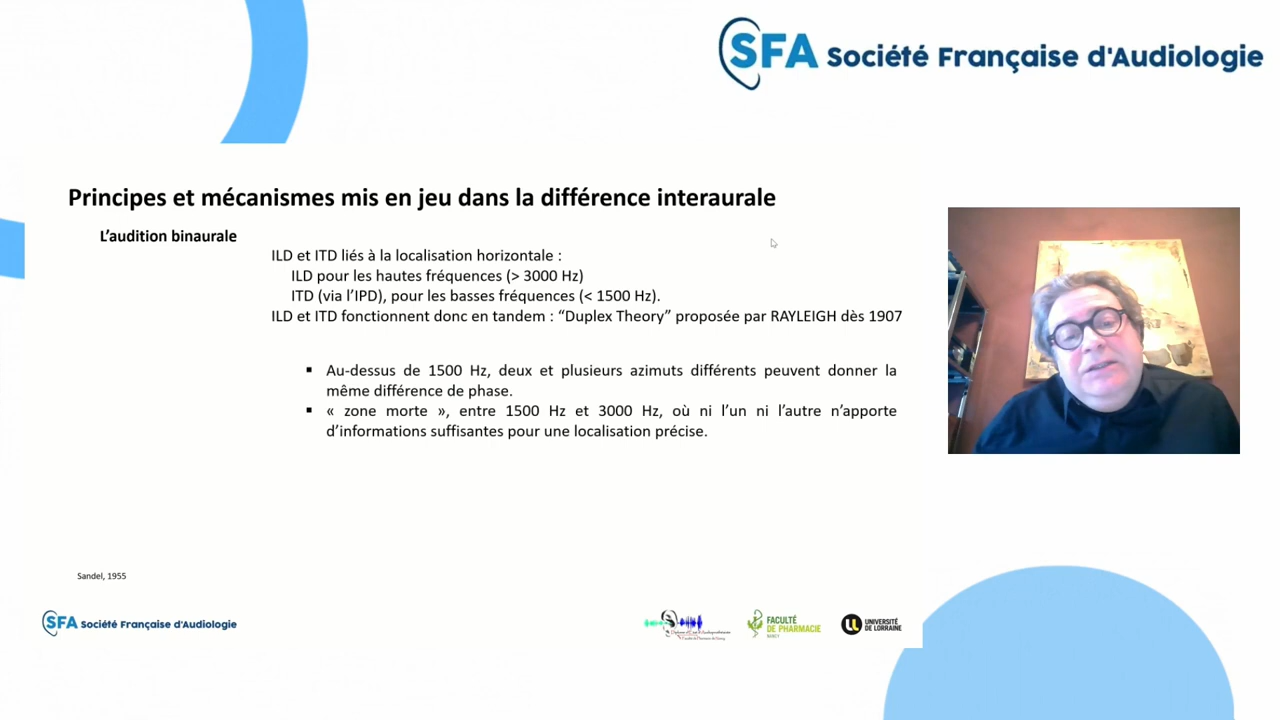 SFA Société Française d'Audiologie
Principes et mécanismes mis en jeu dans la différence interaurale
L’audition binaurale
ILD et ITD liés à la localisation horizontale :
ILD pour les hautes fréquences (> 3000 Hz)
ITD (via l’IPD), pour les basses fréquences (< 1500 Hz).
ILD et ITD fonctionnent donc en tandem : “Duplex Theory” proposée par RAYLEIGH dès 1907
▪ Au-dessus de 1500 Hz, deux et plusieurs azimuts différents peuvent donner la
même différence de phase.
▪ « zone morte », entre 1500 Hz et 3000 Hz, où ni l’un ni l’autre n’apporte
d’informations suffisantes pour une localisation précise.
Sandel, 1955
SFA Société Française d'Audiologie
FACULTÉ
DE PHARMACIE
NANCY
UNIVERSITÉ
DE LORRAINE